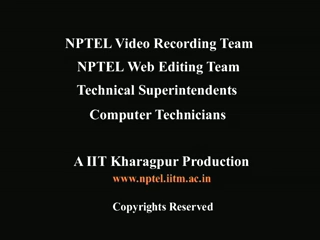 NPTEL Video Recording Team
NPTEL Web Editing Team
Technical Superintendents
Computer Technicians
A IIT Kharagpur Production
www.nptel.iitm.ac.in
Copyrights Reserved